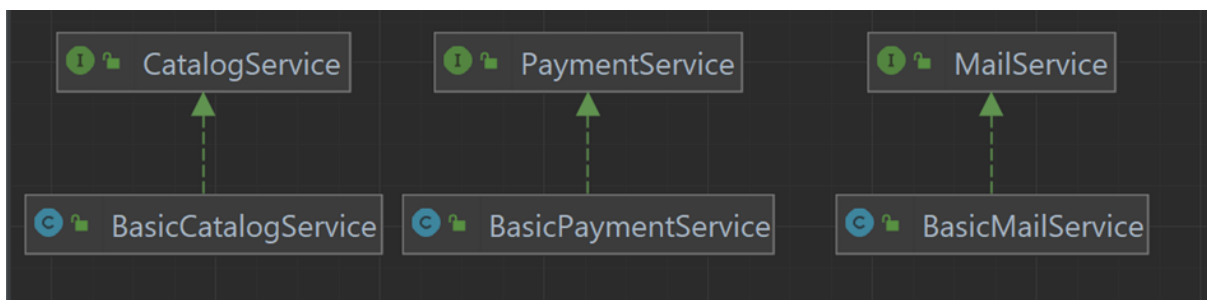 I CatalogService
I PaymentService
I MailService
C BasicCatalogService
C BasicPaymentService
C BasicMailService